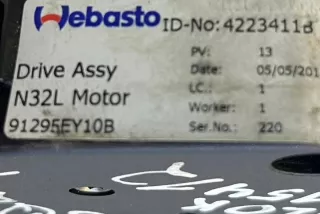 Webasto ID-No:4223411B
PV: 13
Drive Assy Date: 05/05/201
N32L Motor LC.: 1
Worker: 1
91295EY10B Ser.No.: 220